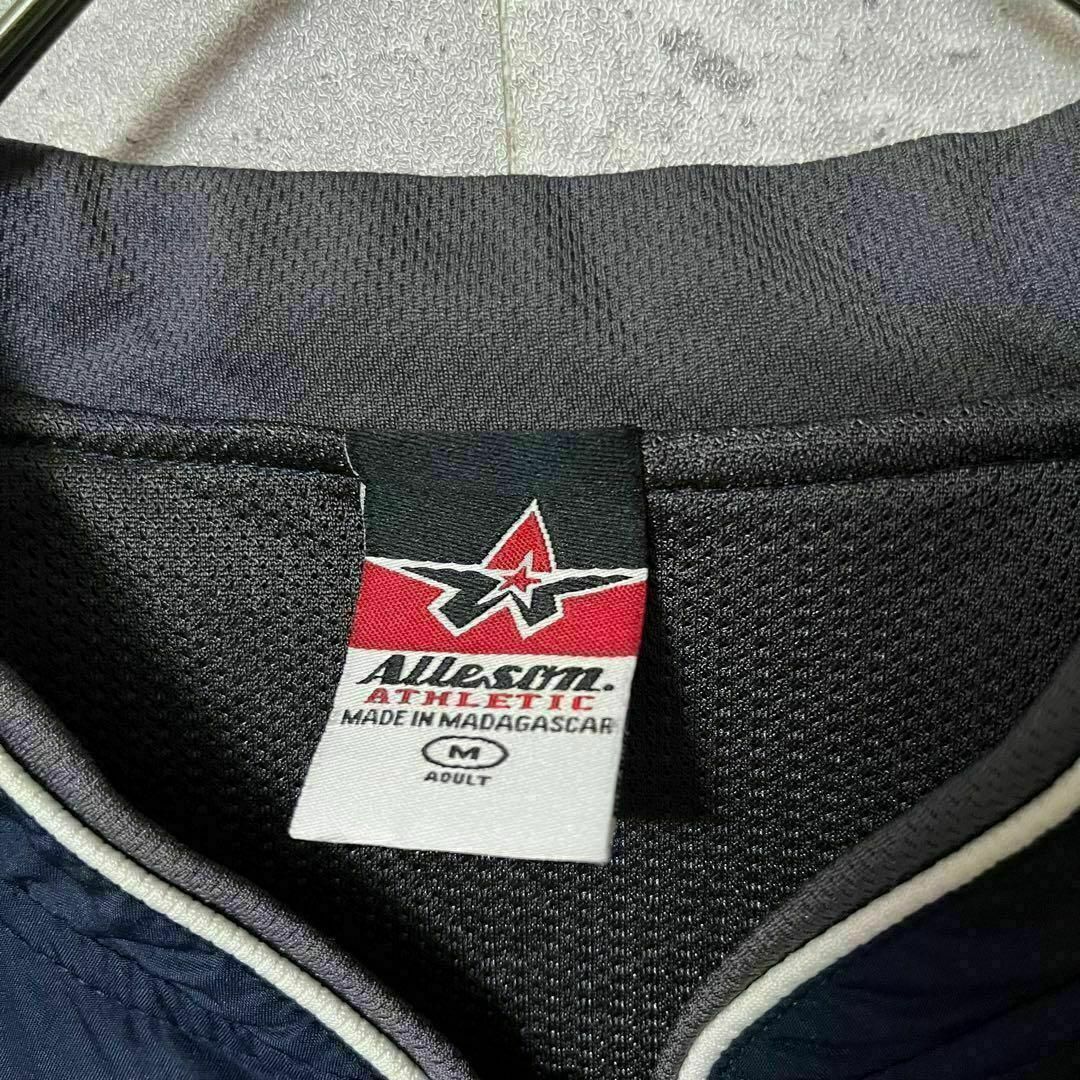 Alleson.
ATHLETIC
MADE IN MADAGASCAR
M
ADULT